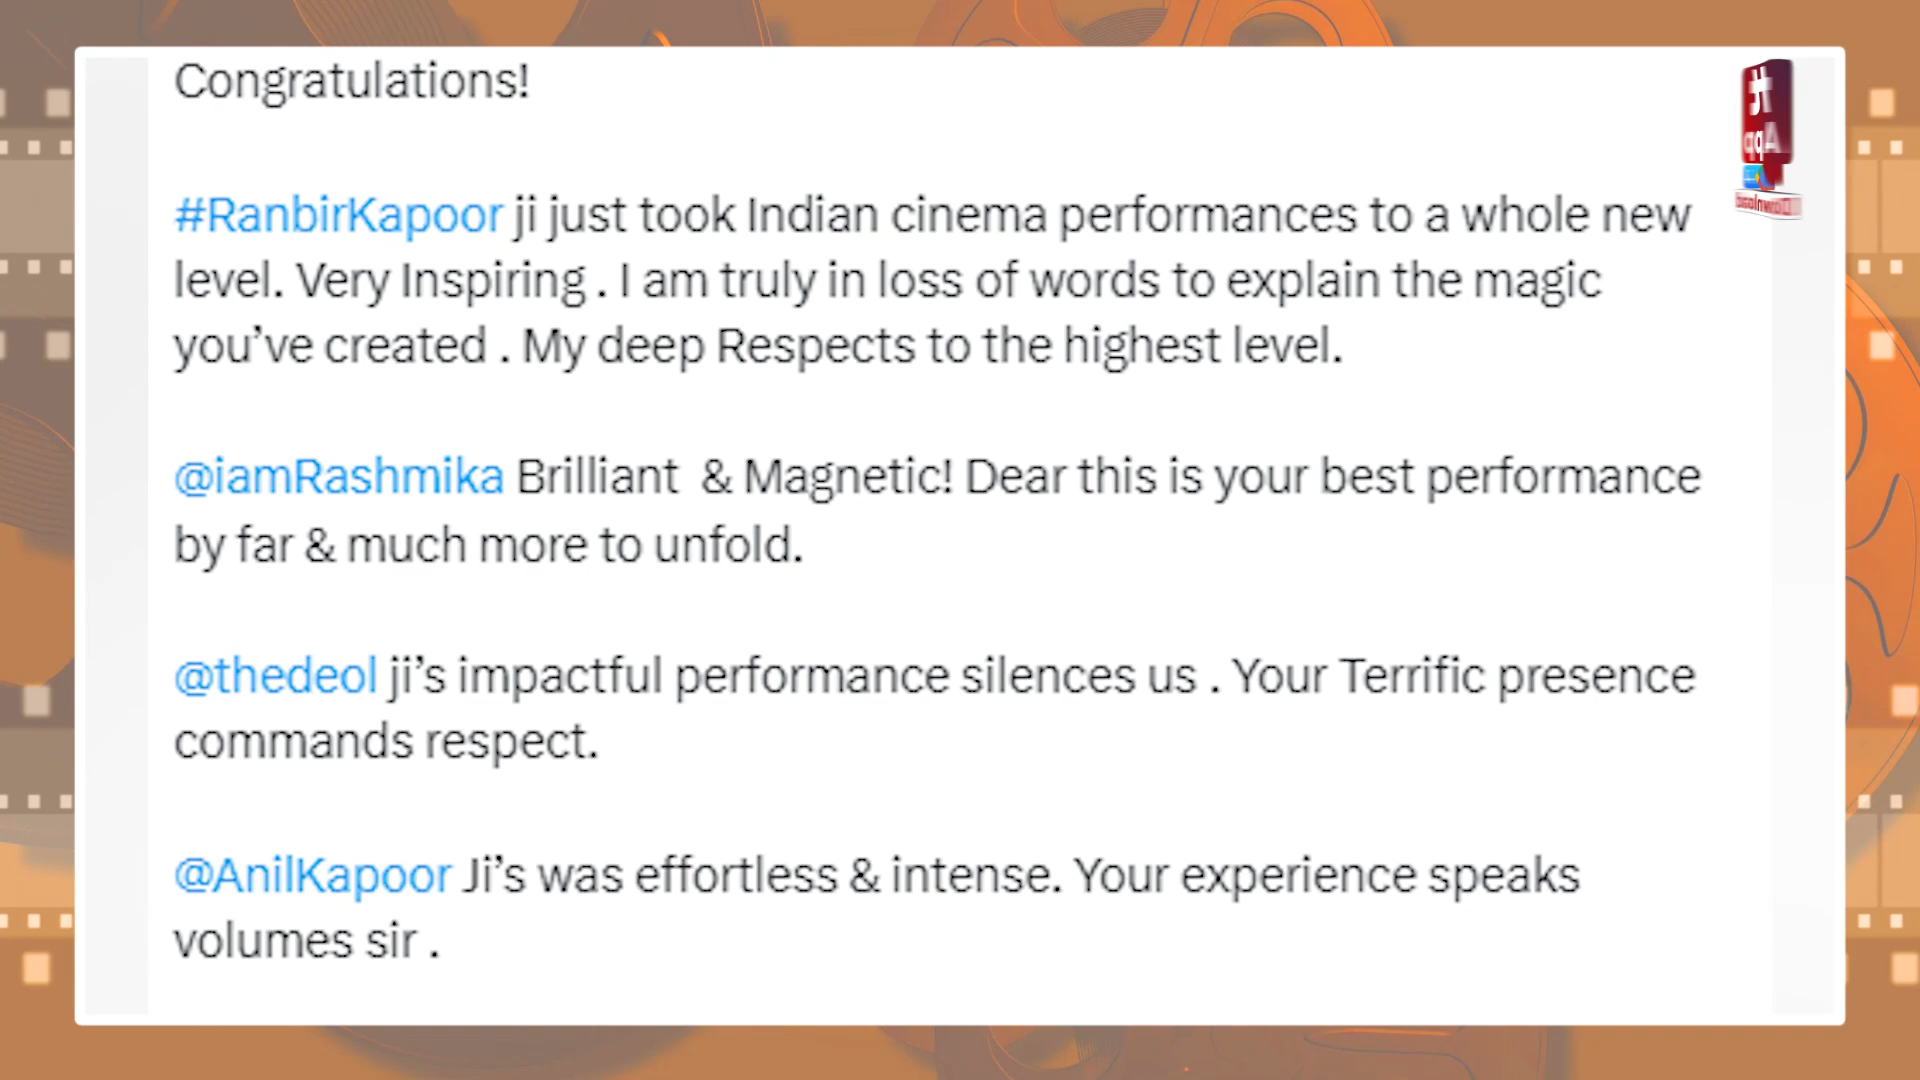 Congratulations!
#RanbirKapoor ji just took Indian cinema performances to a whole new
level. Very Inspiring . I am truly in loss of words to explain the magic
you’ve created . My deep Respects to the highest level.
@iamRashmika Brilliant  & Magnetic! Dear this is your best performance
by far & much more to unfold.
@thedeol ji’s impactful performance silences us . Your Terrific presence
commands respect.
@AnilKapoor Ji’s was effortless & intense. Your experience speaks
volumes sir .